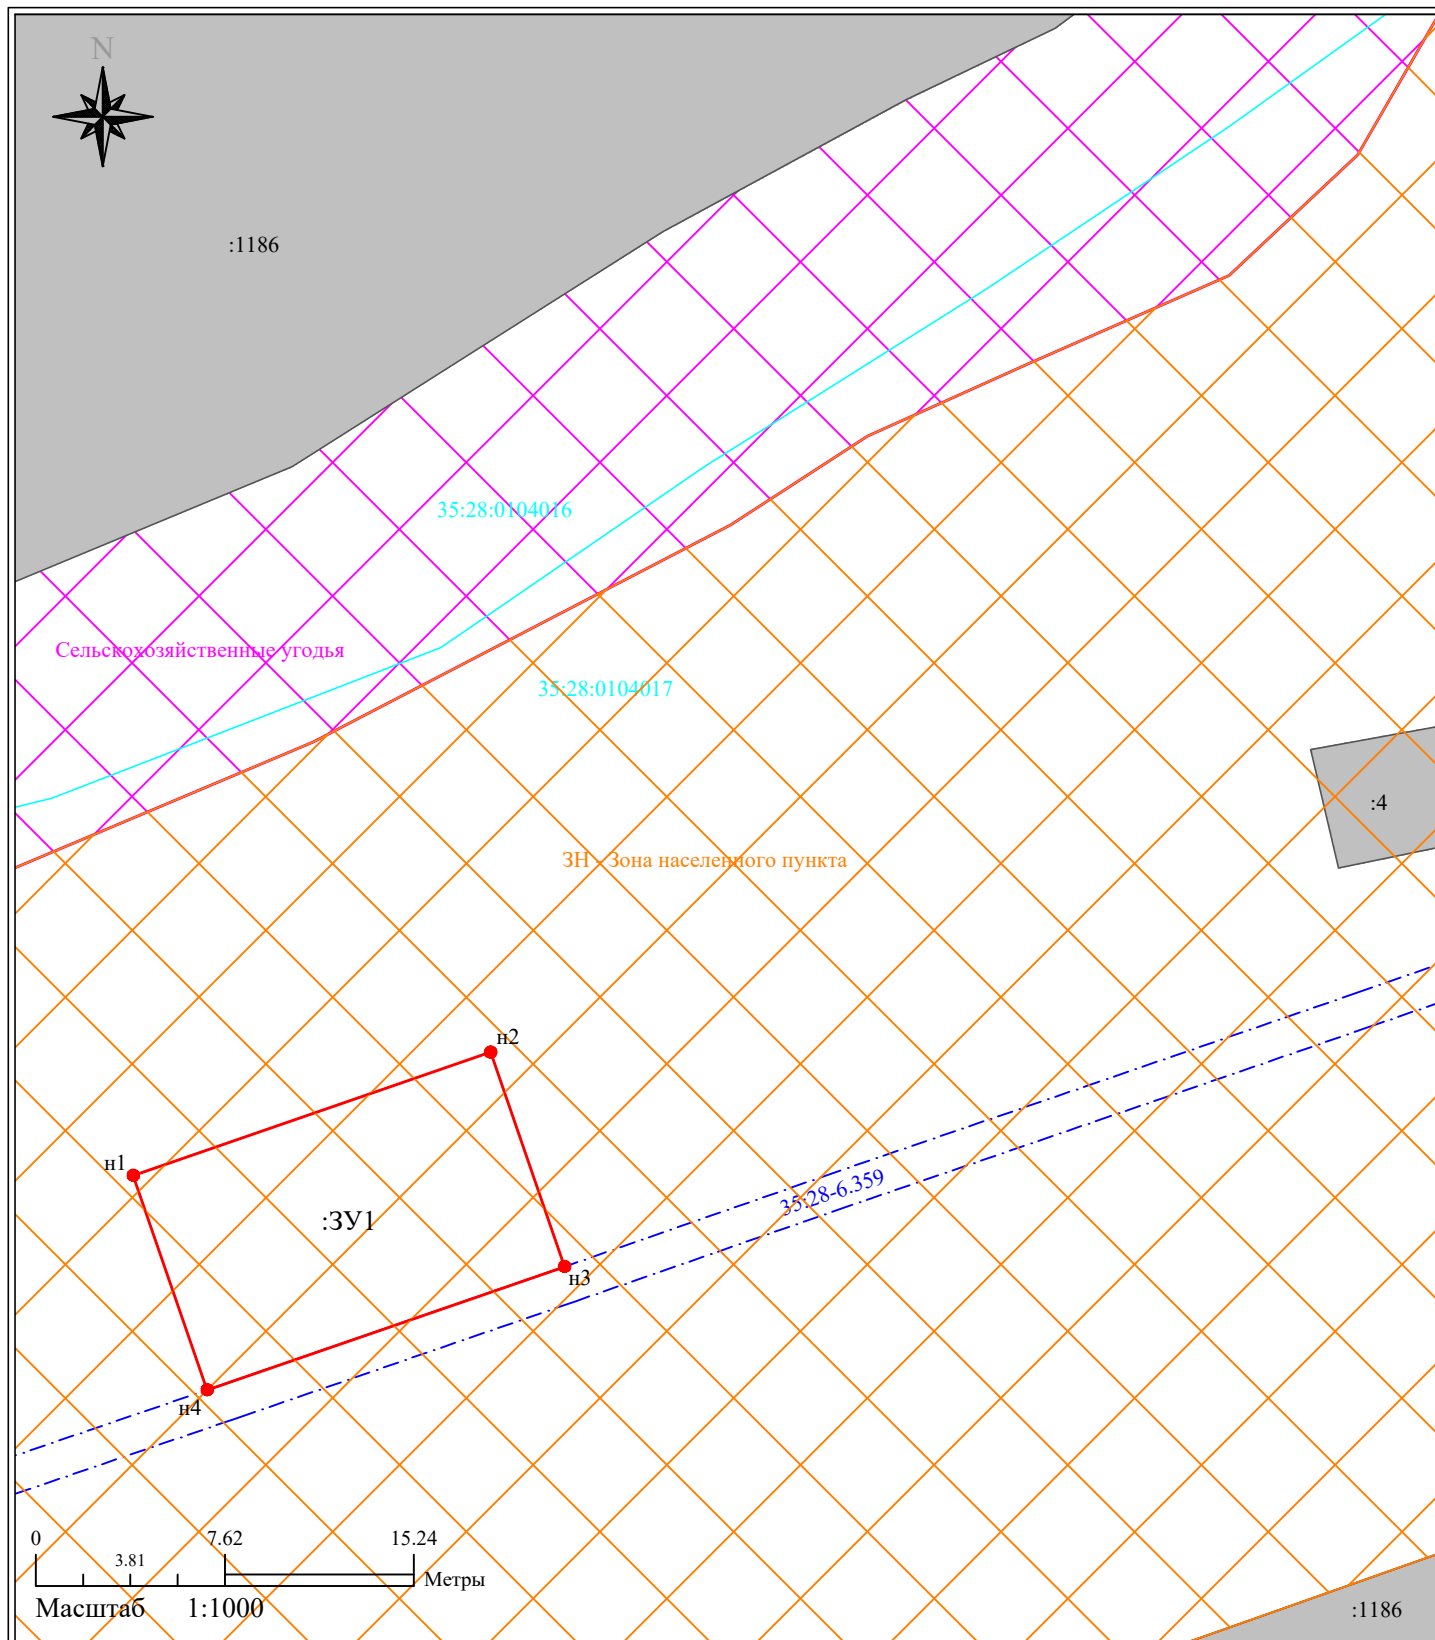 N
:1186
35:28:0104016
Сельскохозяйственные угодья
35:28:0104017
:4
ЗН - Зона населенного пункта
н2
н1
35:28-6.359
:ЗУ1
н3
н4
0 7.62 15.24
3.81
Метры
Масштаб 1:1000
:1186